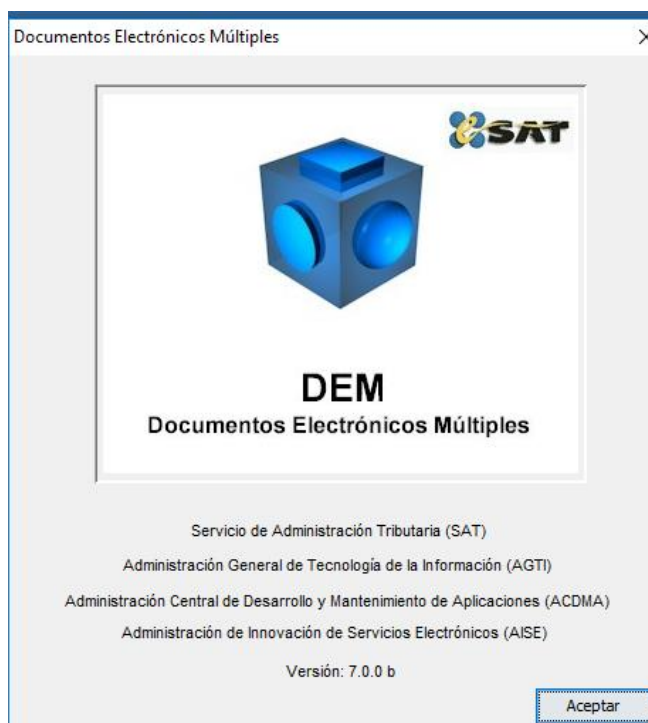 Documentos Electrónicos Múltiples
eSAT
DEM
Documentos Electrónicos Múltiples
Servicio de Administración Tributaria (SAT)
Administración General de Tecnología de la Información (AGTI)
Administración Central de Desarrollo y Mantenimiento de Aplicaciones (ACDMA)
Administración de Innovación de Servicios Electrónicos (AISE)
Versión: 7.0.0 b
Aceptar